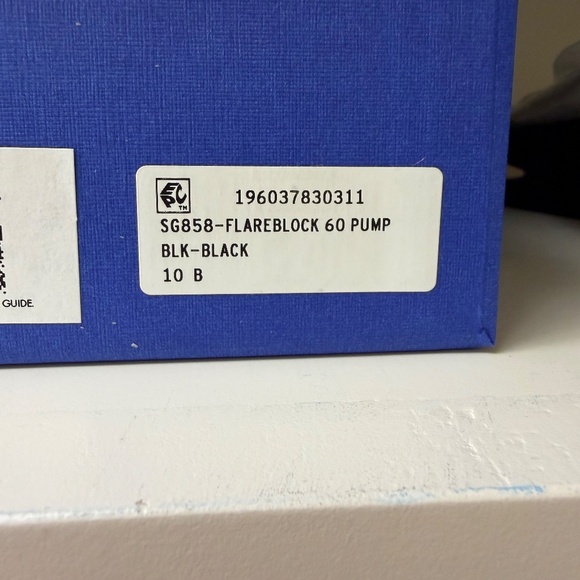 196037830311
SG858-FLAREBLOCK 60 PUMP
BLK-BLACK
10 B
GUIDE.